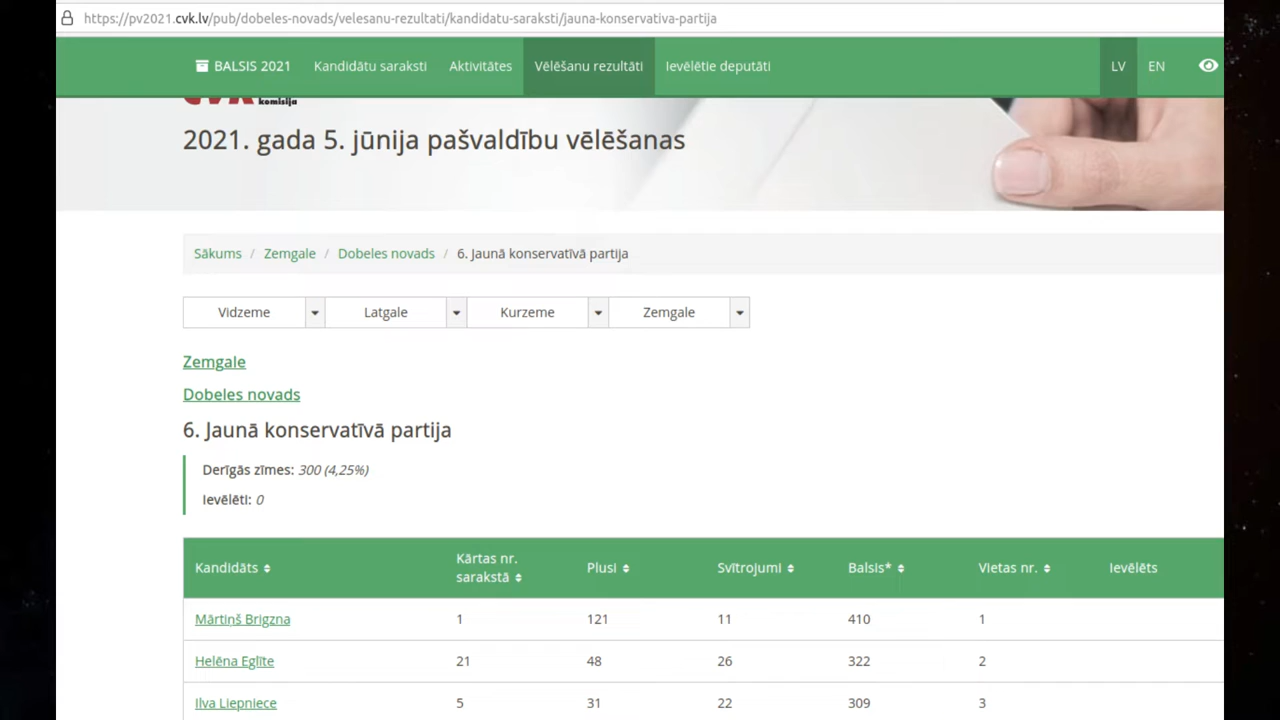 https://pv2021.cvk.lv/pub/dobeles-novads/velesanu-rezultati/kandidatu-saraksti/jauna-konservativa-partija
BALSIS 2021 Kandidātu saraksti Aktivitātes Vēlēšanu rezultāti Ievēlētie deputāti LV EN
komisija
2021. gada 5. jūnija pašvaldību vēlēšanas
Sākums / Zemgale / Dobeles novads / 6. Jaunā konservatīvā partija
Vidzeme Latgale Kurzeme Zemgale
Zemgale
Dobeles novads
6. Jaunā konservatīvā partija
Derīgās zīmes: 300 (4,25%)
Ievēlēti: 0
Kandidāts Kārtas nr. sarakstā Plusi Svītrojumi Balsis* Vietas nr. Ievēlēts
Mārtiņš Brigzna 1 121 11 410 1
Helēna Eglīte 21 48 26 322 2
Ilva Liepniece 5 31 22 309 3